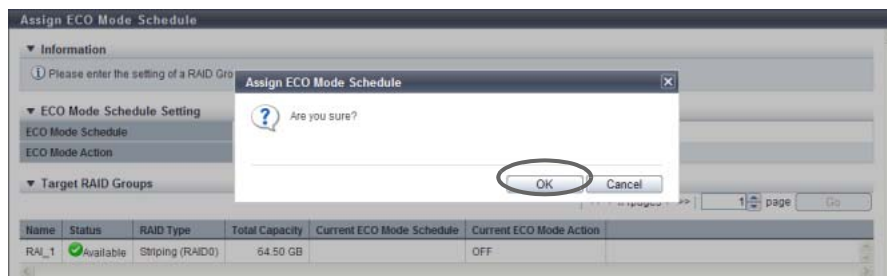 Assign ECO Mode Schedule
Information
Please enter the setting of a RAID Gro
Assign ECO Mode Schedule
Are you sure?
ECO Mode Schedule Setting
ECO Mode Schedule
ECO Mode Action
OK Cancel
Target RAID Groups
>> 1 page Go
Name Status RAID Type Total Capacity Current ECO Mode Schedule Current ECO Mode Action
RAI_1 Available Striping (RAID0) 64.50 GB OFF